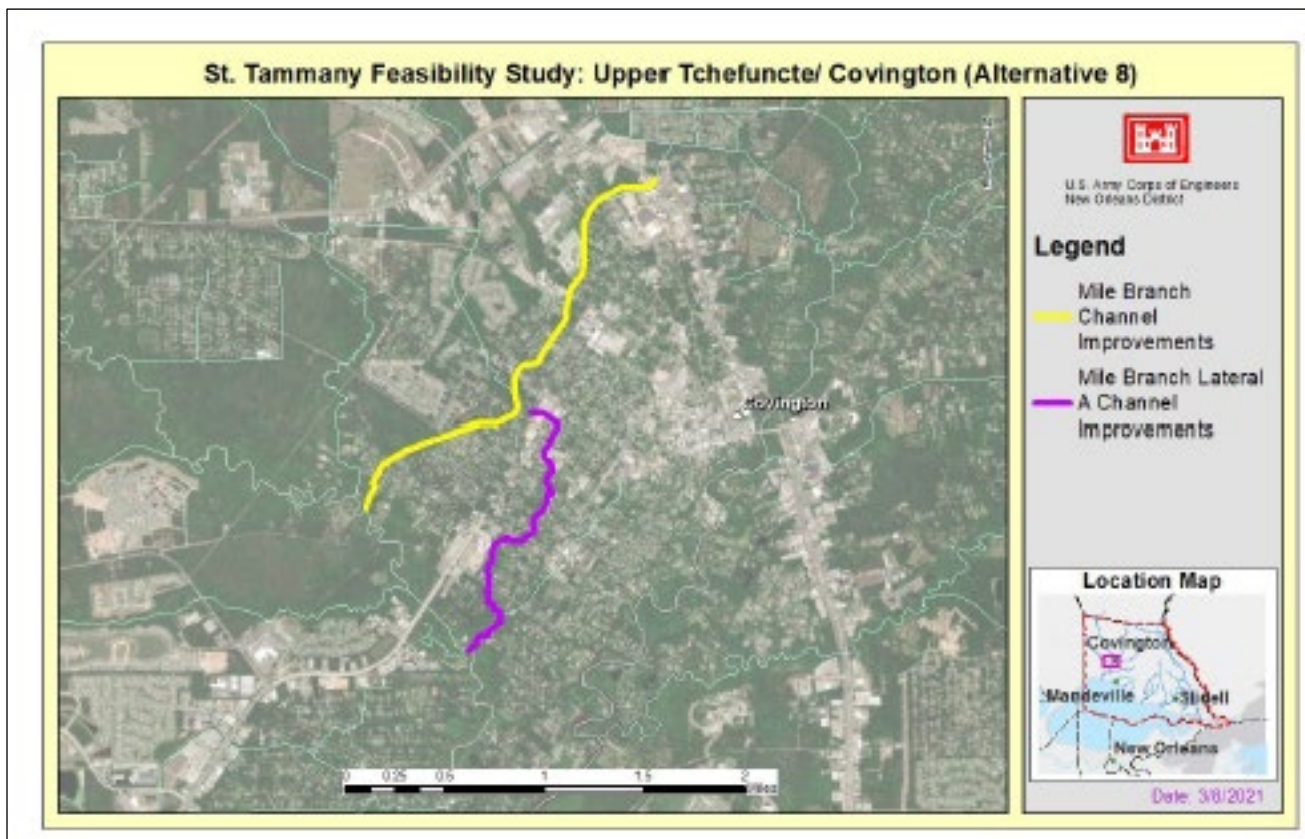 St. Tammany Feasibility Study: Upper Tchefuncte/ Covington (Alternative 8)
U.S. Army Corps of Engineers
New Orleans District
Legend
Mile Branch
Channel
Improvements
Mile Branch Lateral
A Channel
Improvements
Covington
Location Map
Covington
Mandeville
Slidell
New Orleans
0 0.25 0.5 1 1.5 2
Miles
Date: 3/8/2021